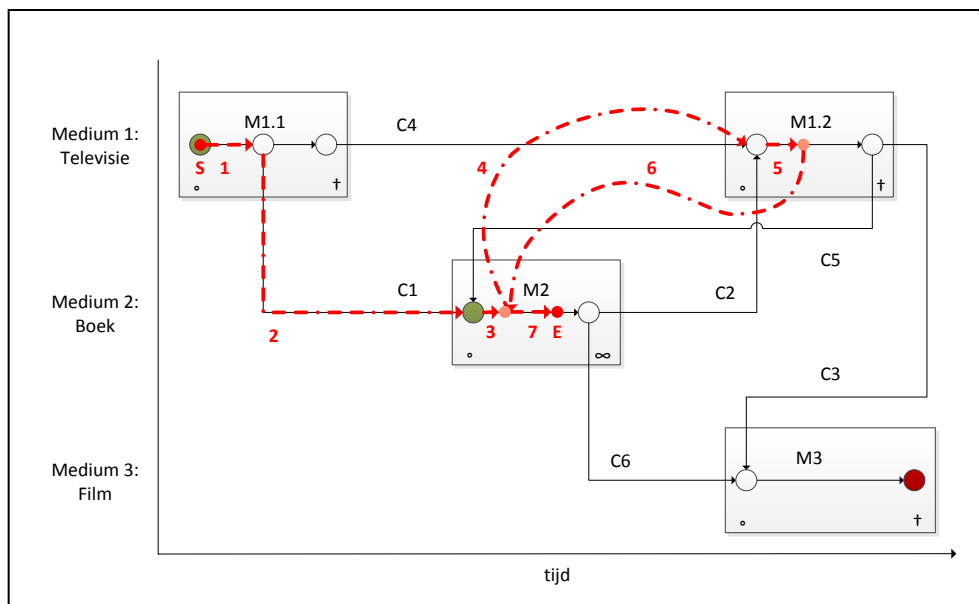 Medium 1:
Televisie
M1.1
C4
M1.2
S 1
4
6
5
° †
° †
C5
Medium 2:
Boek
C1
M2
C2
2
3
7
E
° ∞
C3
Medium 3:
Film
C6
M3
° †
tijd